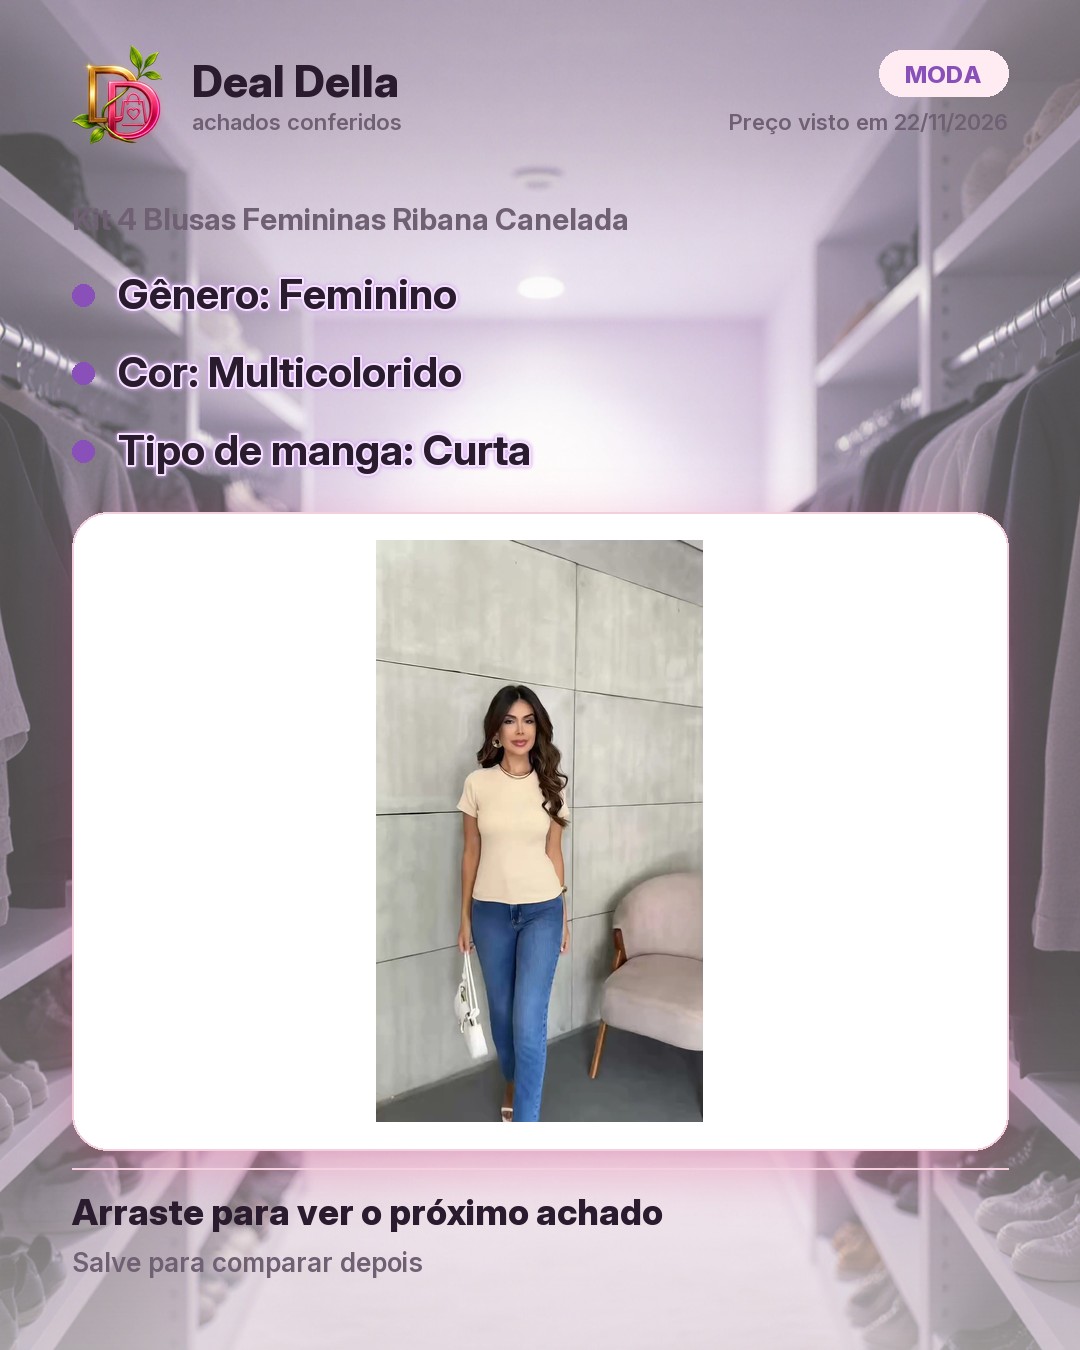 Deal Della
achados conferidos
MODA
Preço visto em 22/11/2026
Kit 4 Blusas Femininas Ribana Canelada
Gênero: Feminino
Cor: Multicolorido
Tipo de manga: Curta
Arraste para ver o próximo achado
Salve para comparar depois